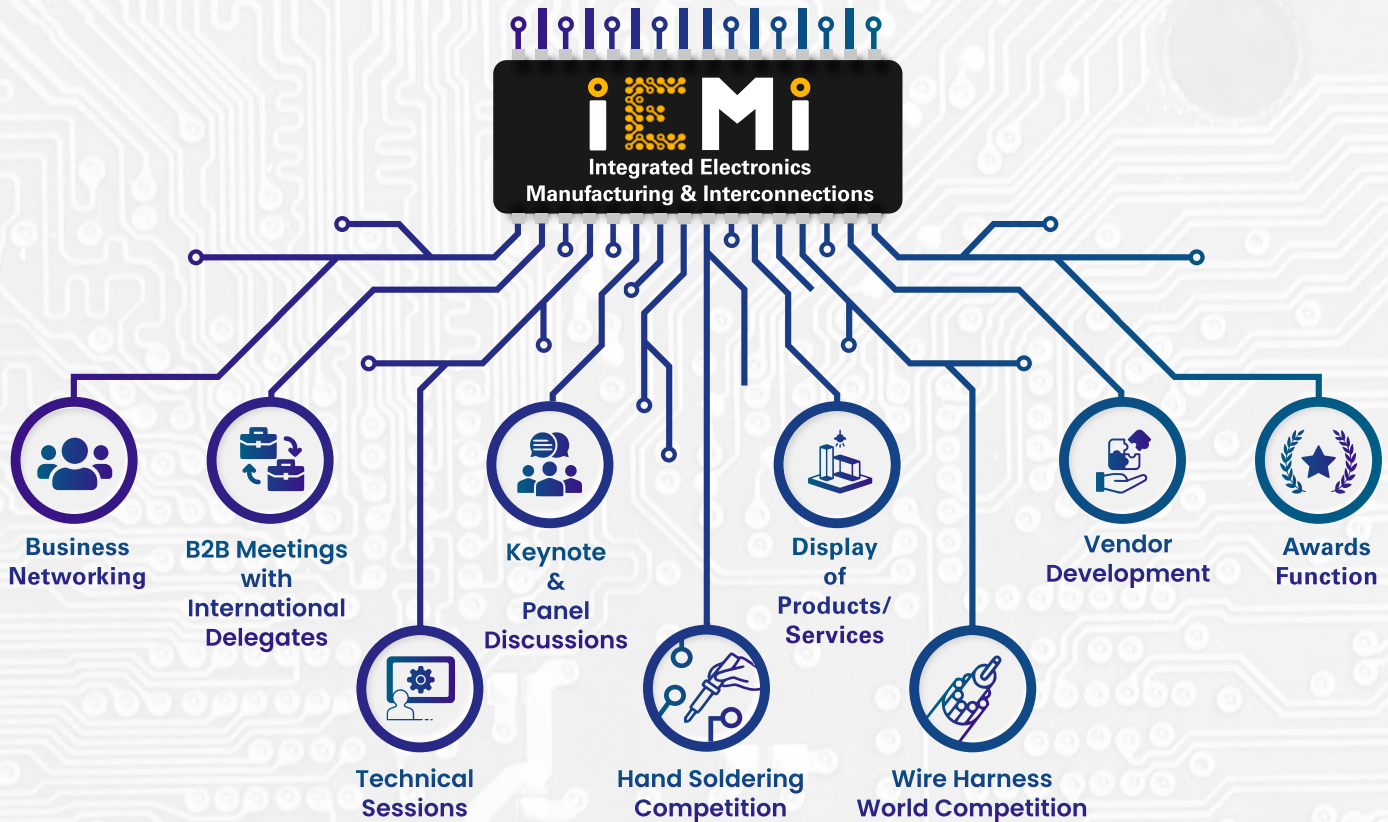 iEMi
Integrated Electronics
Manufacturing & Interconnections
Business
Networking
B2B Meetings
with
International
Delegates
Keynote
&
Panel
Discussions
Display
of
Products/
Services
Vendor
Development
Awards
Function
Technical
Sessions
Hand Soldering
Competition
Wire Harness
World Competition